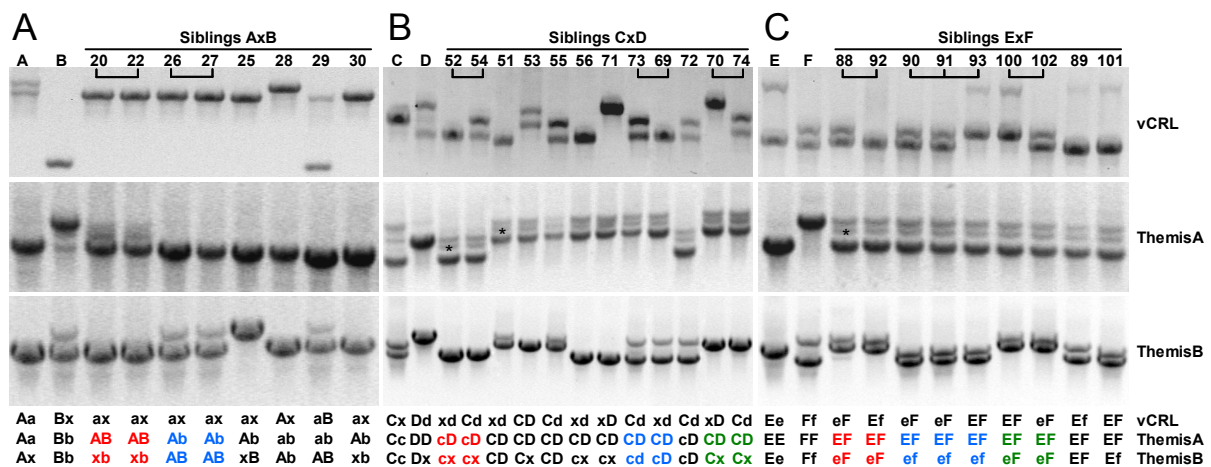 A
Siblings AxB
A B 20 22 26 27 25 28 29 30
B
Siblings CxD
C D 52 54 51 53 55 56 71 73 69 72 70 74
C
Siblings ExF
E F 88 92 90 91 93 100 102 89 101
vCRL
* * *
ThemisA
ThemisB
Aa Bx ax ax ax ax ax Ax aB ax Cx Dd xd Cd xd CD Cd xd xD Cd xd Cd xD Cd Ee Ff eF Ef eF eF EF EF eF Ef EF vCRL
Aa Bb AB AB Ab Ab Ab ab ab Ab Cc DD cD cD CD CD CD CD CD CD CD cD CD CD EE FF EF EF EF EF EF EF EF EF EF ThemisA
Ax Bb xb xb AB AB xB Ab AB xb Cc Dx cx cx CD CD CD cx cx cd cD cD Cx Cx Ee Ff eF eF ef ef ef EF EF Ef Ef ThemisB